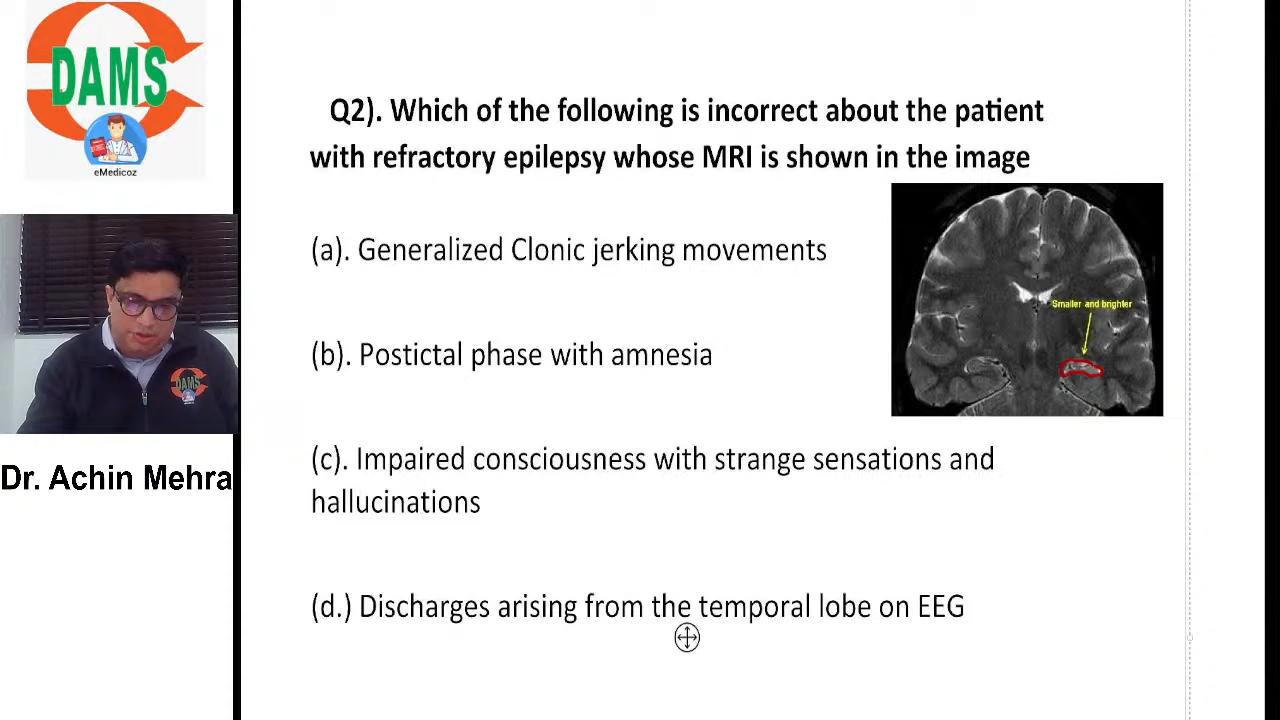 DAMS
eMedicoz
Dr. Achin Mehra
Q2). Which of the following is incorrect about the patient
with refractory epilepsy whose MRI is shown in the image
(a). Generalized Clonic jerking movements
Smaller and brighter
(b). Postictal phase with amnesia
(c). Impaired consciousness with strange sensations and
hallucinations
(d.) Discharges arising from the temporal lobe on EEG